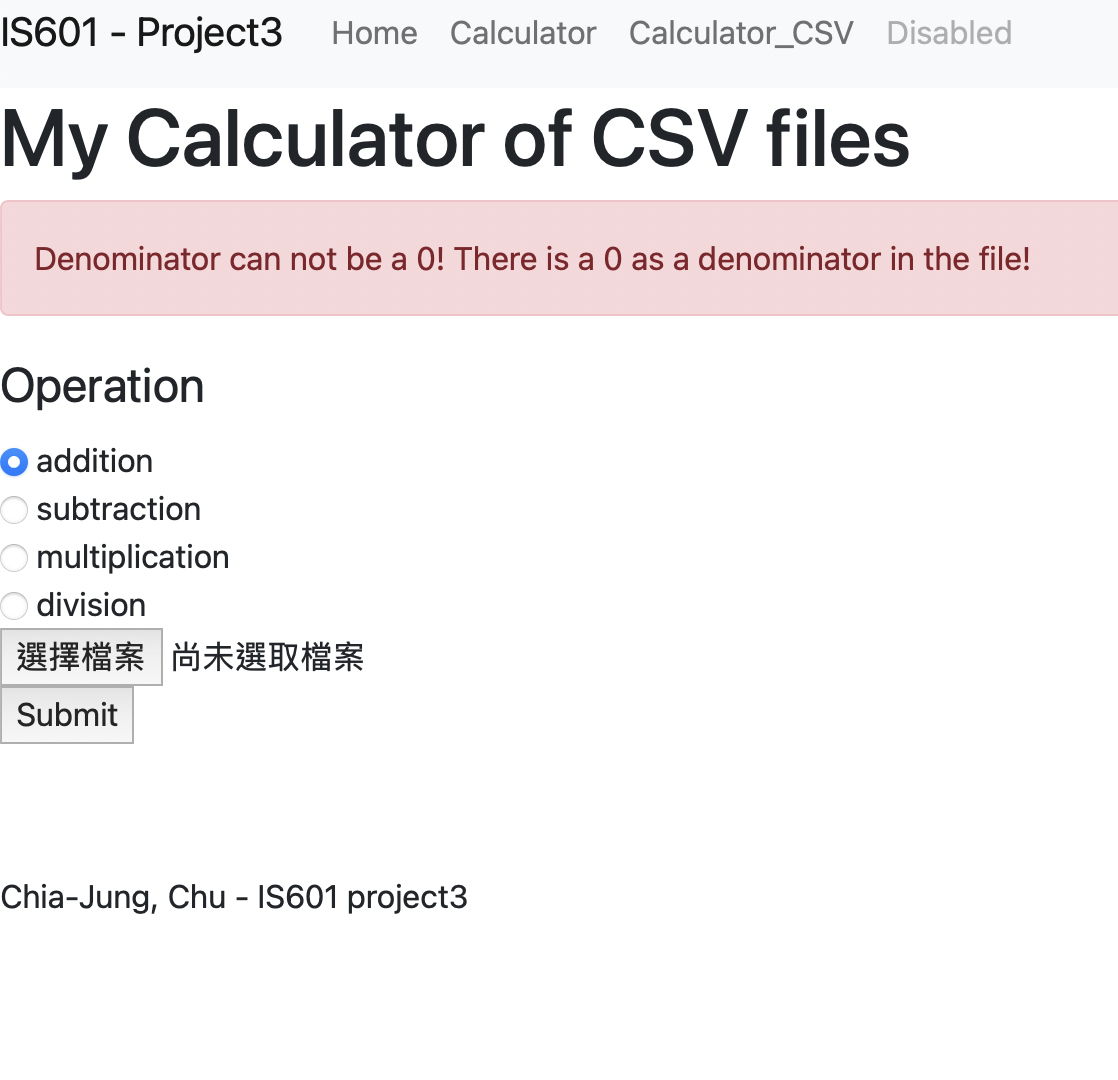 IS601 - Project3 Home Calculator Calculator_CSV Disabled
My Calculator of CSV files
Denominator can not be a 0! There is a 0 as a denominator in the file!
Operation
addition
subtraction
multiplication
division
選擇檔案 尚未選取檔案
Submit
Chia-Jung, Chu - IS601 project3